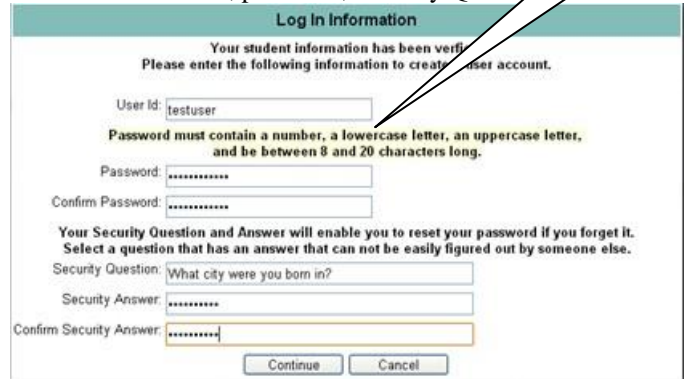 Log In Information
Your student information has been
Please enter the following information to create user account.
User Id: testuser
Password must contain a number, a lowercase letter, an uppercase letter,
and be between 8 and 20 characters long.
Password: ••••••••••••
Confirm Password: ••••••••••••
Your Security Question and Answer will enable you to reset your password if you forget it.
Select a question that has an answer that can not be easily figured out by someone else.
Security Question: What city were you born in?
Security Answer: ••••••••••
Confirm Security Answer: ••••••••••
Continue Cancel